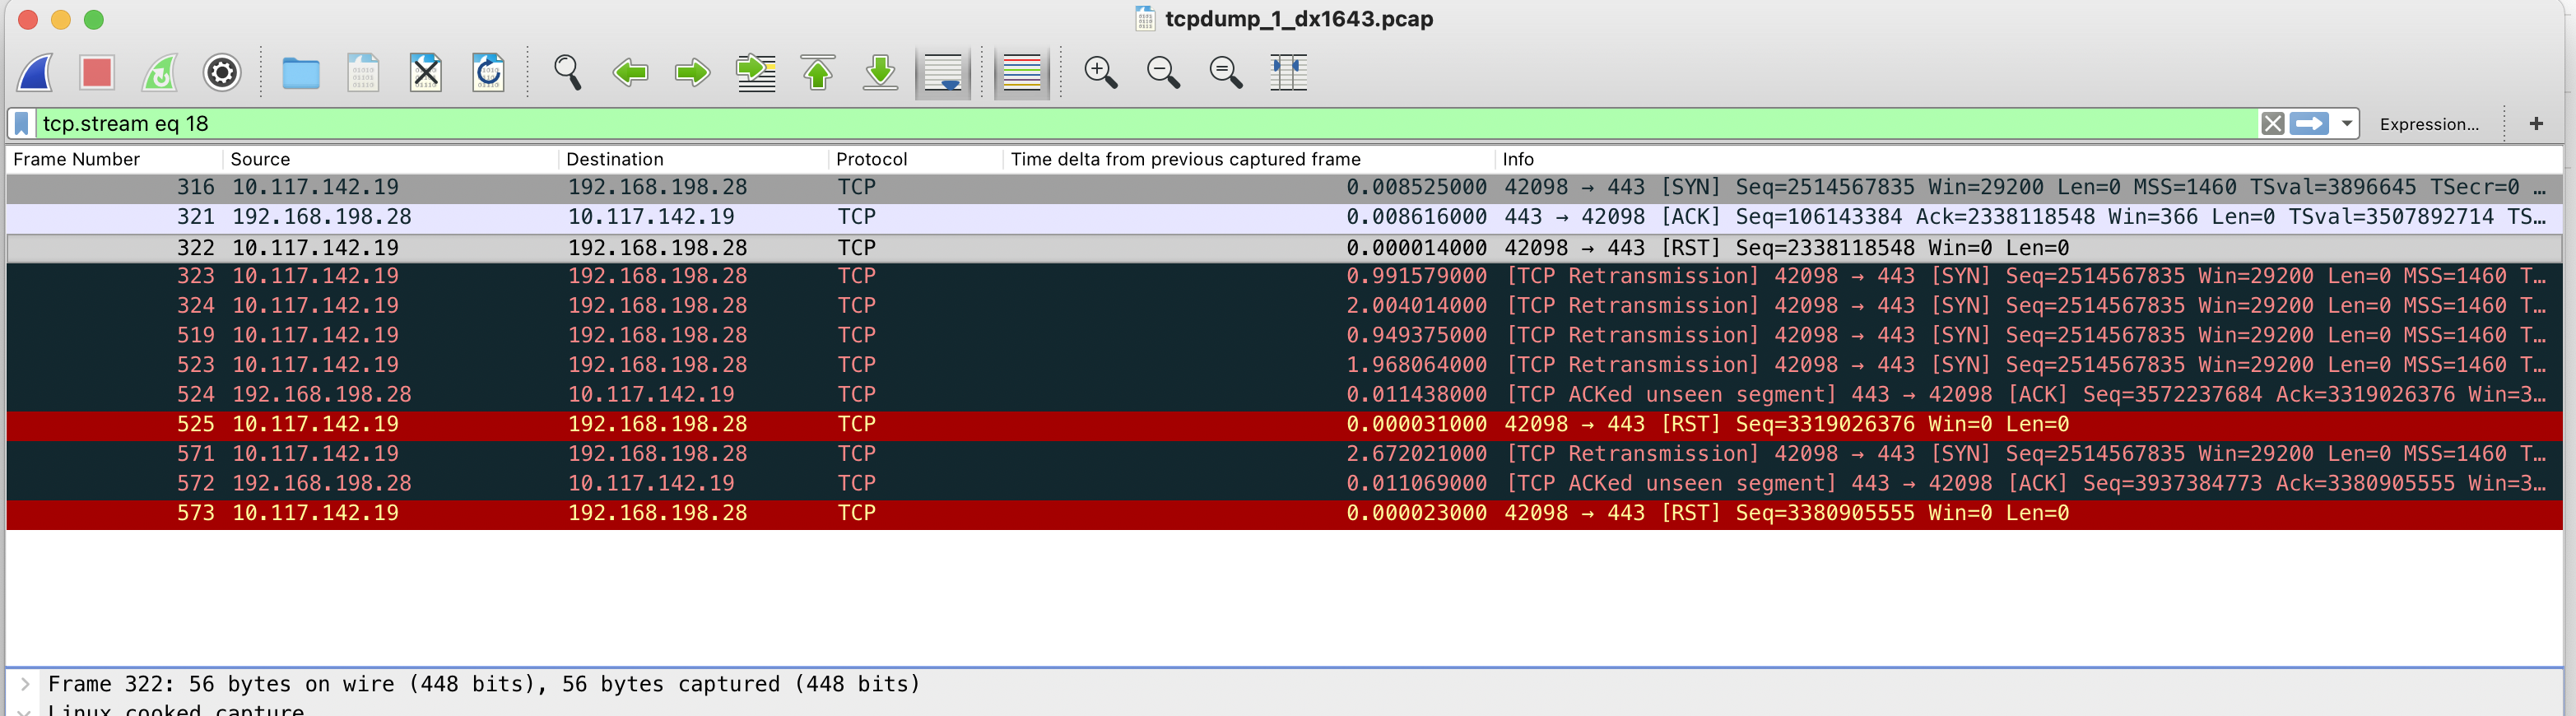 tcpdump_1_dx1643.pcap
tcp.stream eq 18 Expression... +
Frame Number Source Destination Protocol Time delta from previous captured frame Info
316 10.117.142.19 192.168.198.28 TCP 0.008525000 42098 → 443 [SYN] Seq=2514567835 Win=29200 Len=0 MSS=1460 TSval=3896645 TSecr=0 …
321 192.168.198.28 10.117.142.19 TCP 0.008616000 443 → 42098 [ACK] Seq=106143384 Ack=2338118548 Win=366 Len=0 TSval=3507892714 TS…
322 10.117.142.19 192.168.198.28 TCP 0.000014000 42098 → 443 [RST] Seq=2338118548 Win=0 Len=0
323 10.117.142.19 192.168.198.28 TCP 0.991579000 [TCP Retransmission] 42098 → 443 [SYN] Seq=2514567835 Win=29200 Len=0 MSS=1460 T…
324 10.117.142.19 192.168.198.28 TCP 2.004014000 [TCP Retransmission] 42098 → 443 [SYN] Seq=2514567835 Win=29200 Len=0 MSS=1460 T…
519 10.117.142.19 192.168.198.28 TCP 0.949375000 [TCP Retransmission] 42098 → 443 [SYN] Seq=2514567835 Win=29200 Len=0 MSS=1460 T…
523 10.117.142.19 192.168.198.28 TCP 1.968064000 [TCP Retransmission] 42098 → 443 [SYN] Seq=2514567835 Win=29200 Len=0 MSS=1460 T…
524 192.168.198.28 10.117.142.19 TCP 0.011438000 [TCP ACKed unseen segment] 443 → 42098 [ACK] Seq=3572237684 Ack=3319026376 Win=3…
525 10.117.142.19 192.168.198.28 TCP 0.000031000 42098 → 443 [RST] Seq=3319026376 Win=0 Len=0
571 10.117.142.19 192.168.198.28 TCP 2.672021000 [TCP Retransmission] 42098 → 443 [SYN] Seq=2514567835 Win=29200 Len=0 MSS=1460 T…
572 192.168.198.28 10.117.142.19 TCP 0.011069000 [TCP ACKed unseen segment] 443 → 42098 [ACK] Seq=3937384773 Ack=3380905555 Win=3…
573 10.117.142.19 192.168.198.28 TCP 0.000023000 42098 → 443 [RST] Seq=3380905555 Win=0 Len=0
Frame 322: 56 bytes on wire (448 bits), 56 bytes captured (448 bits)
Linux cooked capture